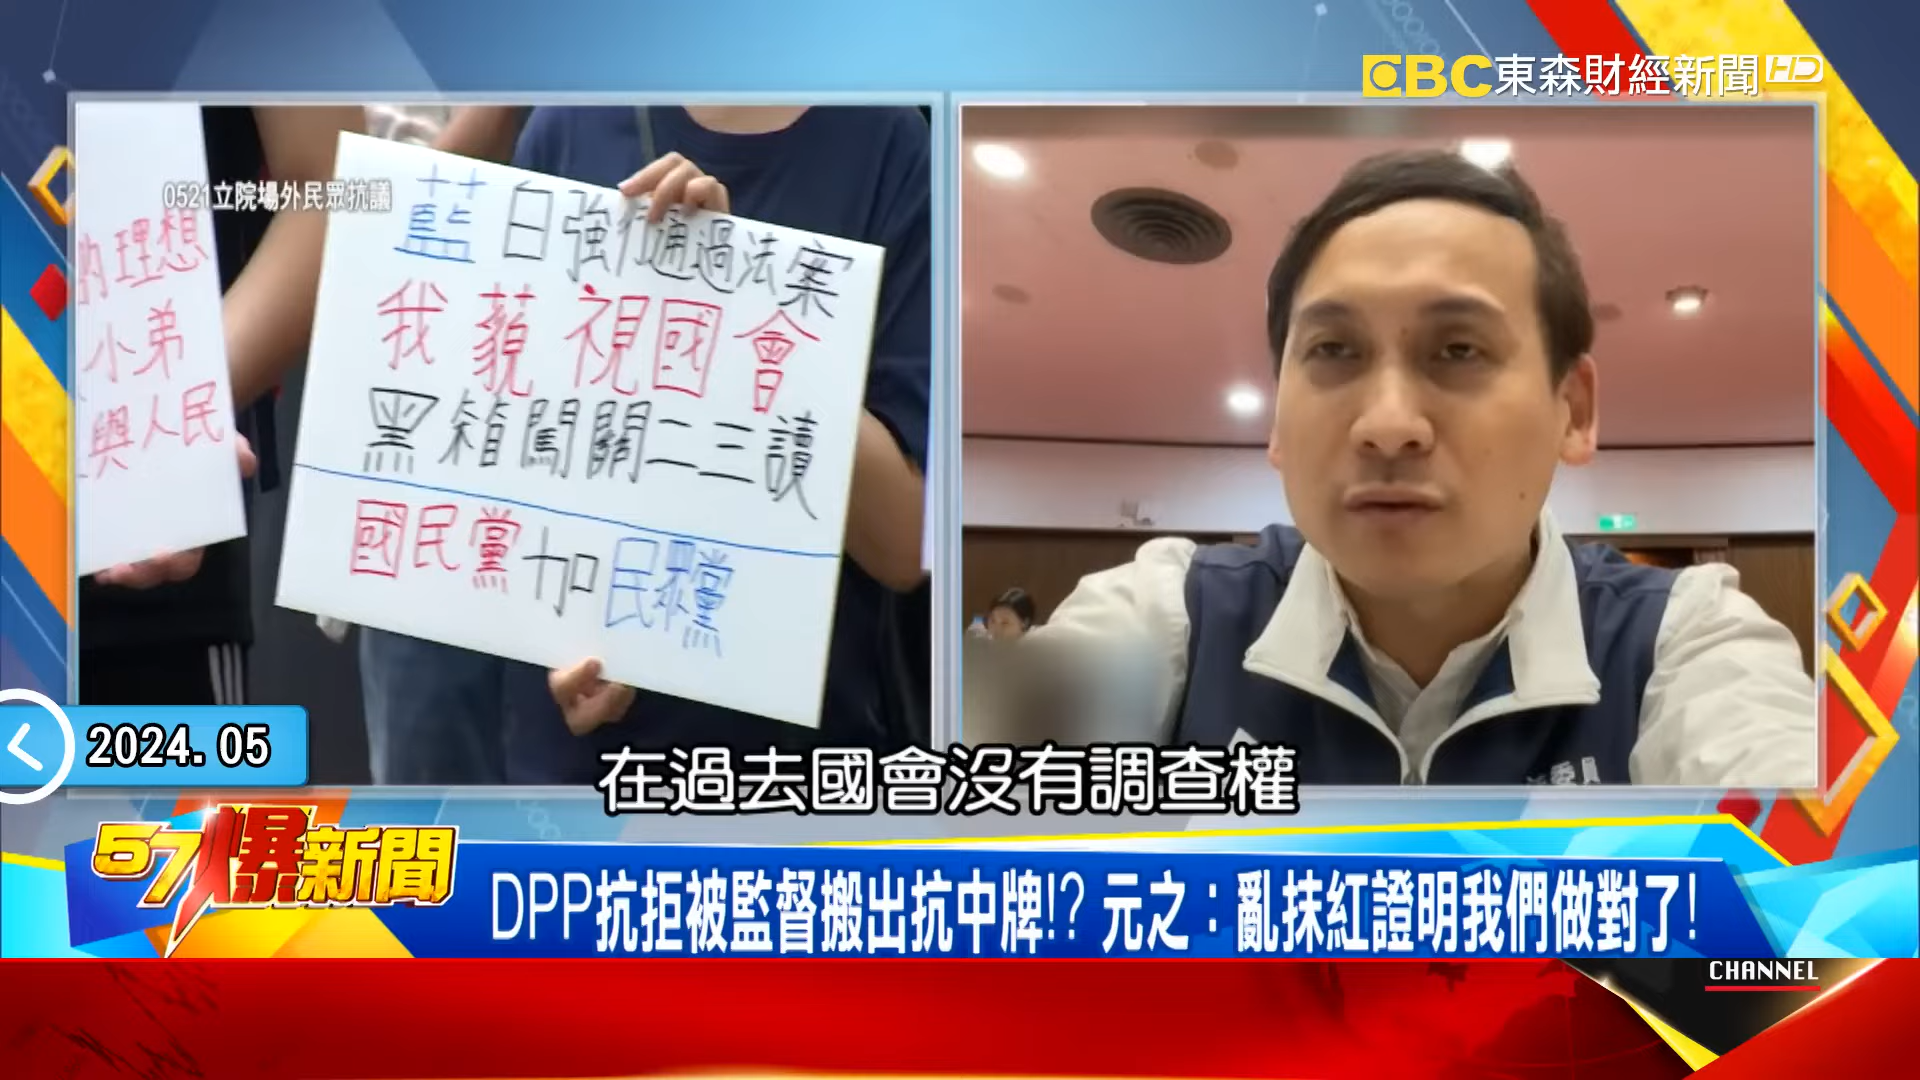 EBC東森財經新聞HD
0521立院場外民眾抗議
的理想
小弟
與人民
藍白強行通過法案
我藐視國會
黑箱闖關二三讀
國民黨加民眾黨
2024.05
在過去國會沒有調查權
57爆新聞
DPP抗拒被監督搬出抗中牌!? 元之:亂抹紅證明我們做對了!
CHANNEL